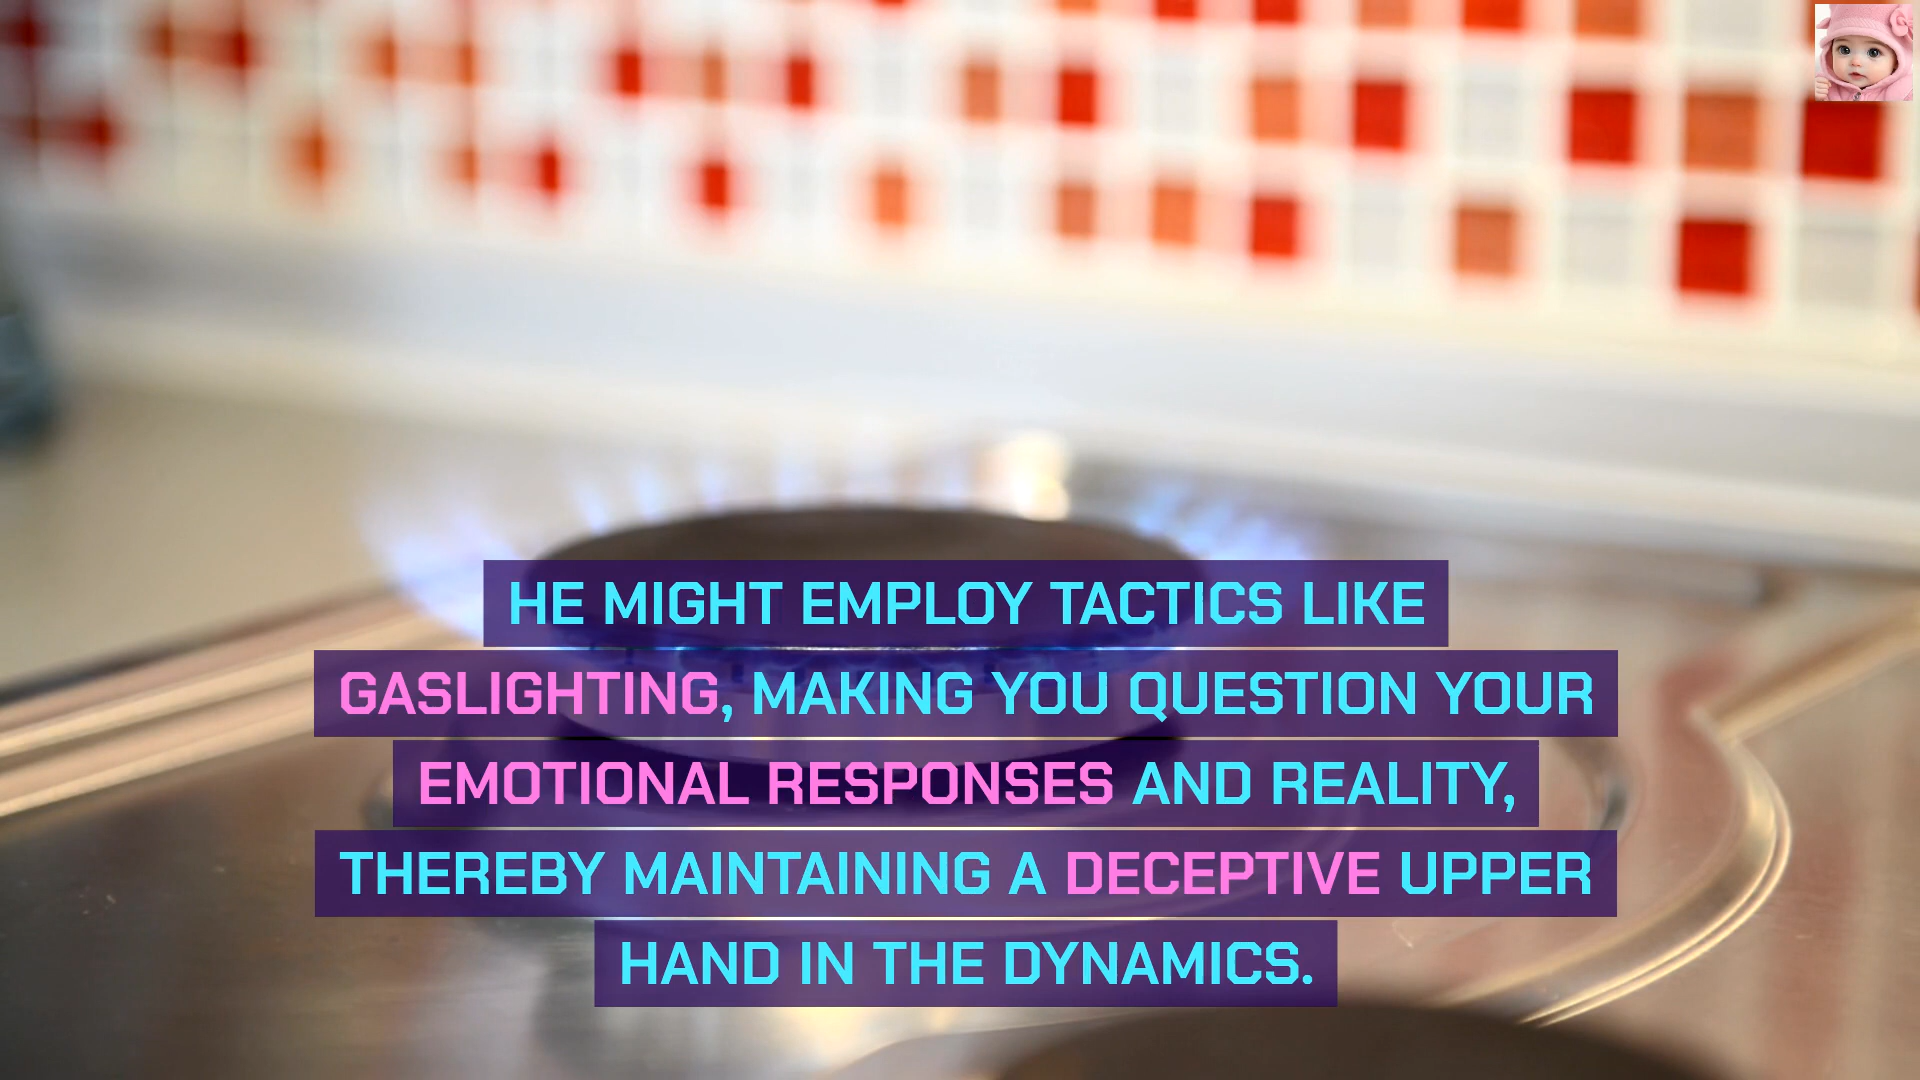 HE MIGHT EMPLOY TACTICS LIKE
GASLIGHTING, MAKING YOU QUESTION YOUR
EMOTIONAL RESPONSES AND REALITY,
THEREBY MAINTAINING A DECEPTIVE UPPER
HAND IN THE DYNAMICS.